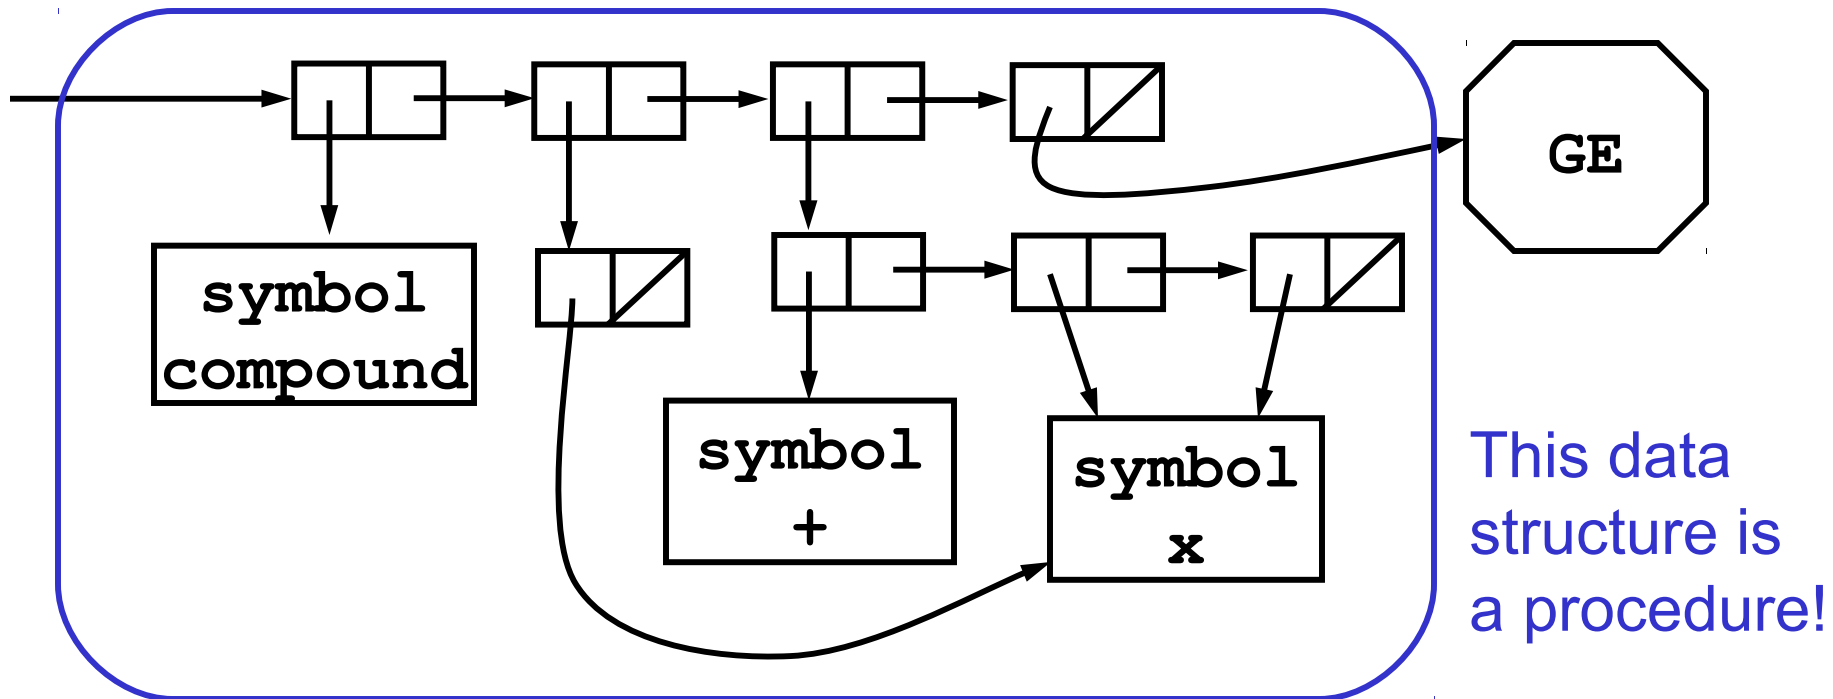 GE
symbol
compound
symbol
+
symbol
x
This data
structure is
a procedure!